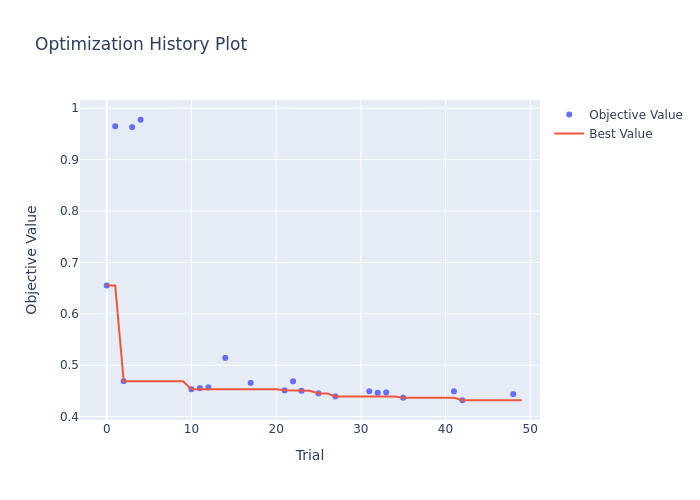 Optimization History Plot
Objective Value
Best Value
1
0.9
0.8
0.7
0.6
0.5
0.4
Objective Value
0 10 20 30 40 50
Trial